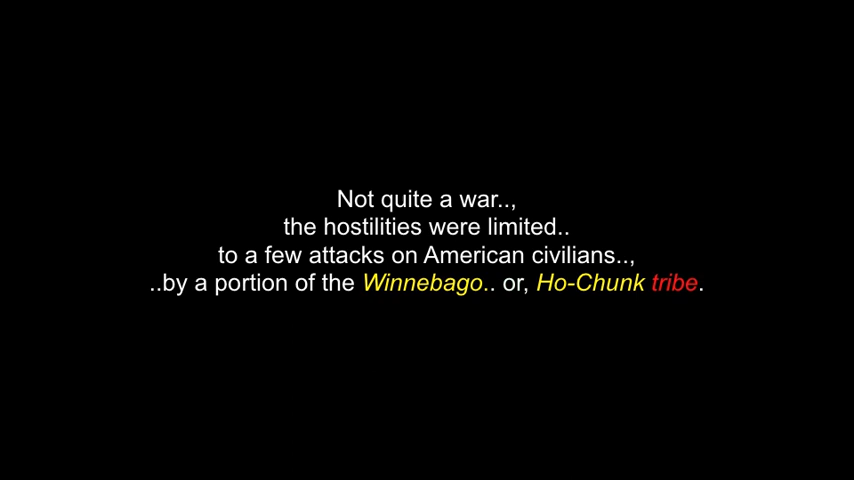 Not quite a war..,
the hostilities were limited..
to a few attacks on American civilians..,
..by a portion of the Winnebago.. or, Ho-Chunk tribe.